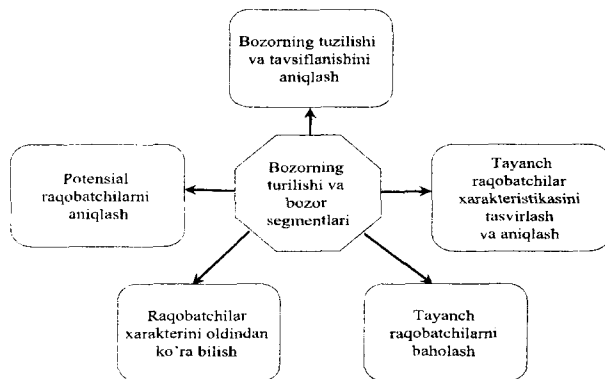 Bozorning tuzilishi
va tavsiflanishini
aniqlash
Potensial
raqobatchilarni
aniqlash
Bozorning
turilishi va
bozor
segmentlari
Tayanch
raqobatchilar
xarakteristikasini
tasvirlash
va aniqlash
Raqobatchilar
xarakterini oldindan
ko’ra bilish
Tayanch
raqobatchilarni
baholash